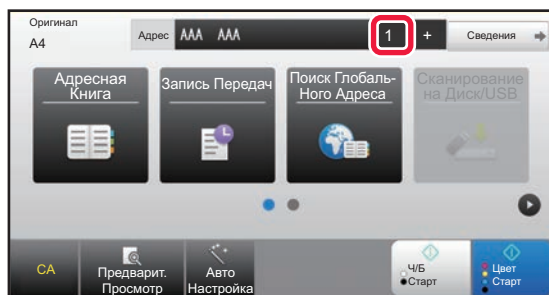 Оригинал
A4
Адрес AAA AAA 1 + Сведения
Адресная
Книга
Запись Передач
Поиск Глобаль-
Ного Адреса
Сканирование
на Диск/USB
CA
Предварит.
Просмотр
Авто
Настройка
Ч/Б
Старт
Цвет
Старт